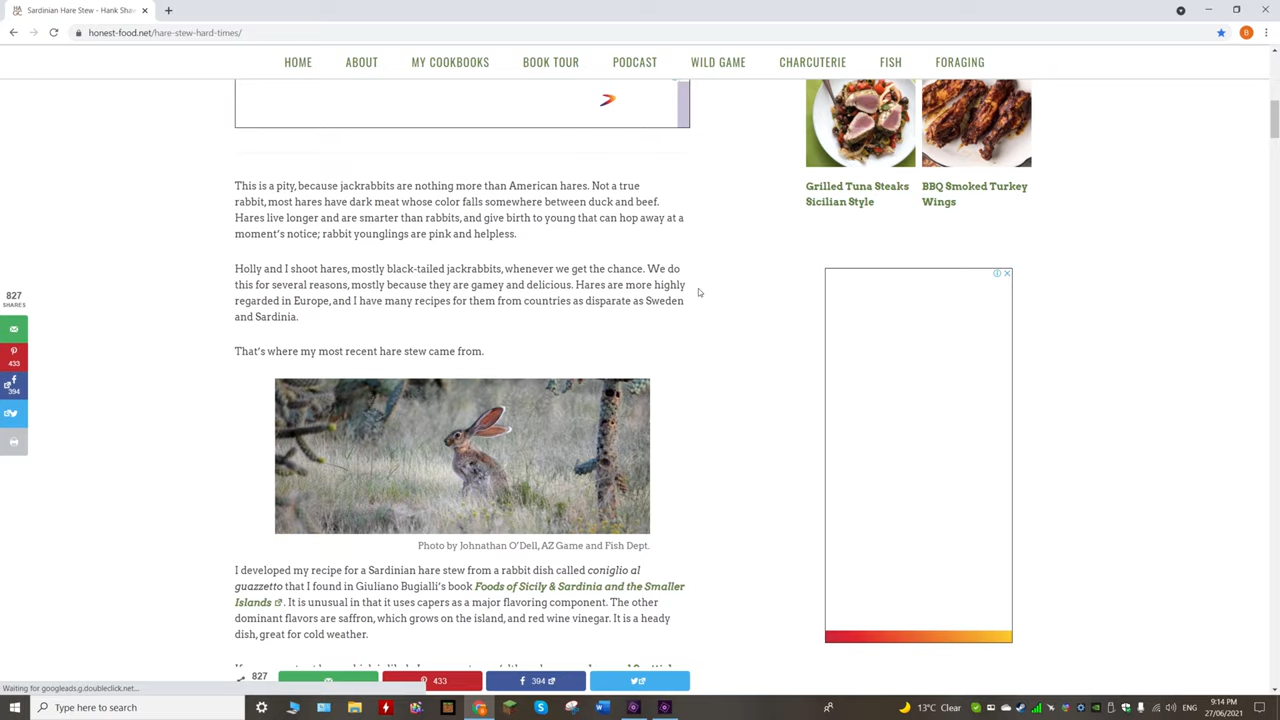 Sardinian Hare Stew - Hank Sha
honest-food.net/hare-stew-hard-times/
B
HOME ABOUT MY COOKBOOKS BOOK TOUR PODCAST WILD GAME CHARCUTERIE FISH FORAGING
Grilled Tuna Steaks
Sicilian Style
BBQ Smoked Turkey
Wings
This is a pity, because jackrabbits are nothing more than American hares. Not a true
rabbit, most hares have dark meat whose color falls somewhere between duck and beef.
Hares live longer and are smarter than rabbits, and give birth to young that can hop away at a
moment's notice; rabbit younglings are pink and helpless.
Holly and I shoot hares, mostly black-tailed jackrabbits, whenever we get the chance. We do
this for several reasons, mostly because they are gamey and delicious. Hares are more highly
regarded in Europe, and I have many recipes for them from countries as disparate as Sweden
and Sardinia.
That's where my most recent hare stew came from.
827
SHARES
433
394
Photo by Johnathan O'Dell, AZ Game and Fish Dept.
I developed my recipe for a Sardinian hare stew from a rabbit dish called coniglio al
guazzetto that I found in Giuliano Bugialli's book Foods of Sicily & Sardinia and the Smaller
Islands. It is unusual in that it uses capers as a major flavoring component. The other
dominant flavors are saffron, which grows on the island, and red wine vinegar. It is a heady
dish, great for cold weather.
827
433
394
Waiting for googleads.g.doubleclick.net...
Type here to search
13°C Clear
ENG
9:14 PM
27/06/2021